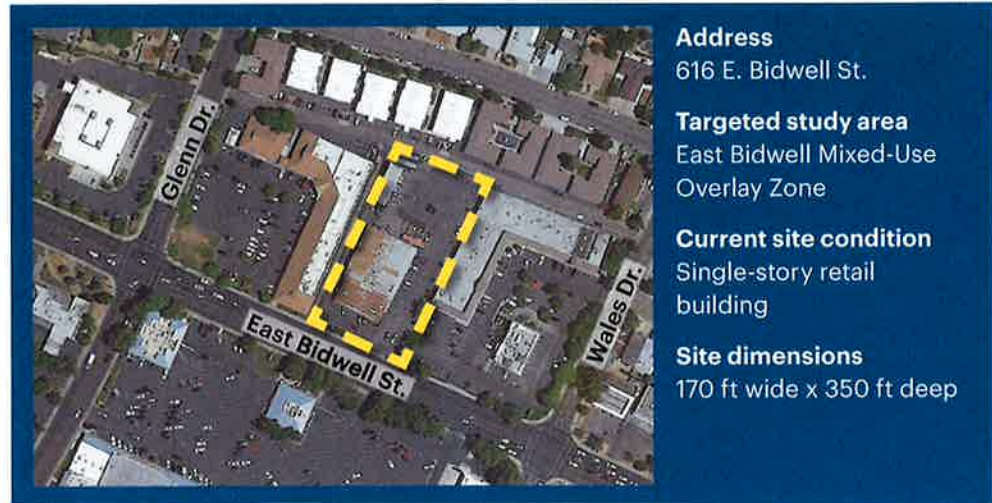 Glenn Dr.
East Bidwell St.
Wales Dr.
Address
616 E. Bidwell St.
Targeted study area
East Bidwell Mixed-Use
Overlay Zone
Current site condition
Single-story retail
building
Site dimensions
170 ft wide x 350 ft deep